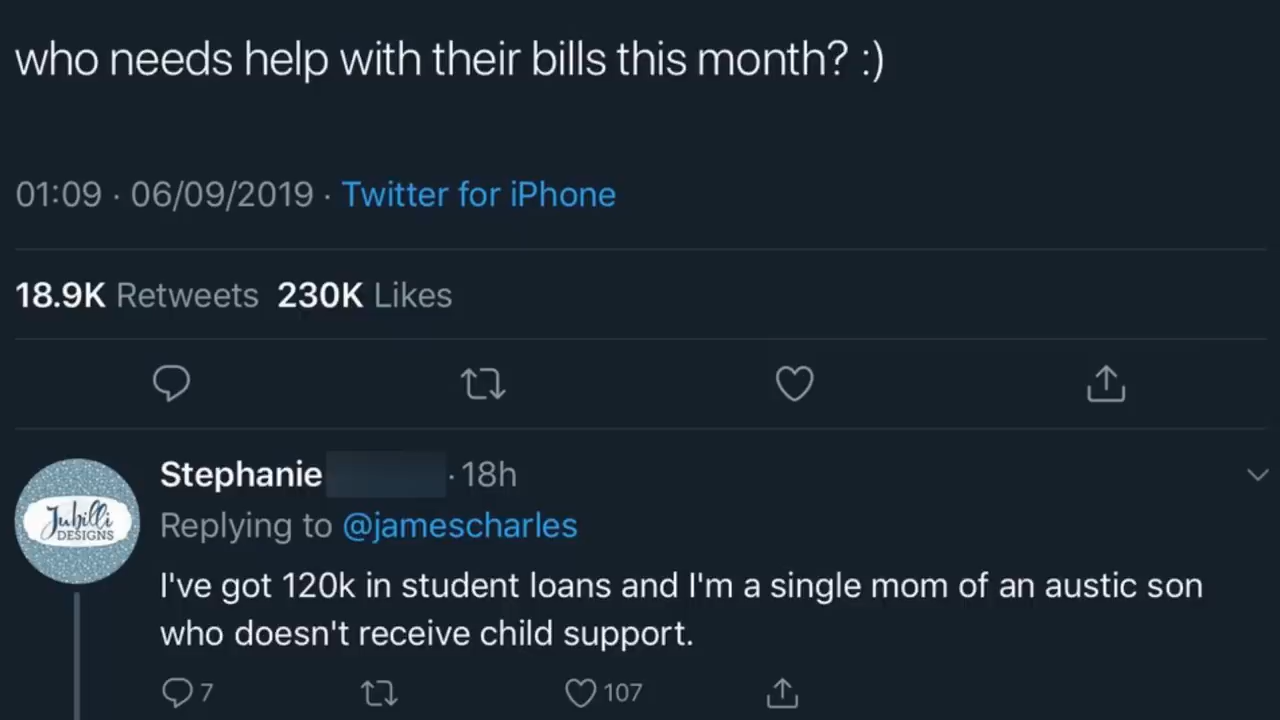 who needs help with their bills this month? :)
01:09 · 06/09/2019 · Twitter for iPhone
18.9K Retweets 230K Likes
Stephanie · 18h
Replying to @jamescharles
Jubilli
DESIGNS
I've got 120k in student loans and I'm a single mom of an austic son
who doesn't receive child support.
7 107